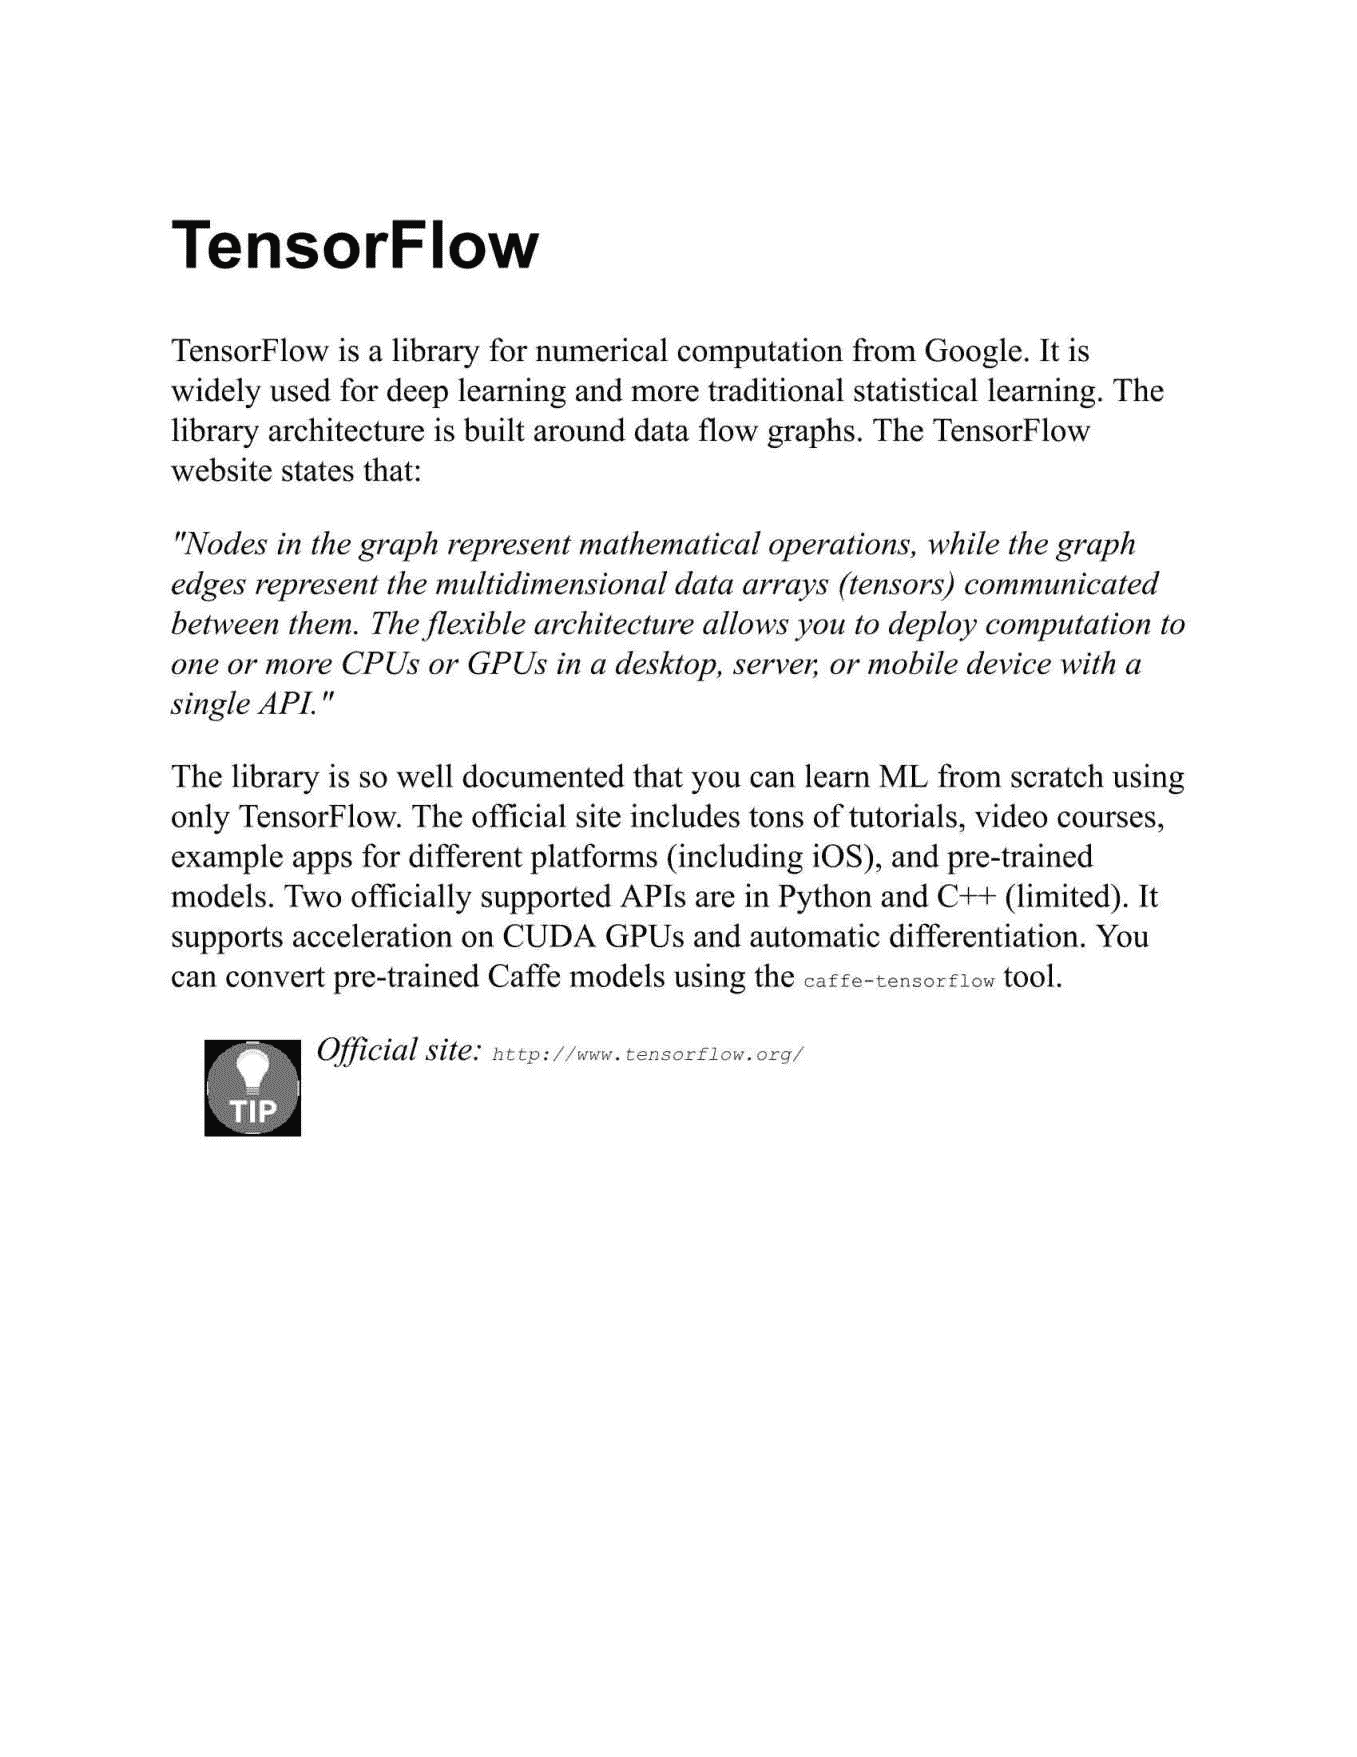 TensorFlow
TensorFlow is a library for numerical computation from Google. It is
widely used for deep learning and more traditional statistical learning. The
library architecture is built around data flow graphs. The TensorFlow
website states that:
"Nodes in the graph represent mathematical operations, while the graph
edges represent the multidimensional data arrays (tensors) communicated
between them. The flexible architecture allows you to deploy computation to
one or more CPUs or GPUs in a desktop, server, or mobile device with a
single API."
The library is so well documented that you can learn ML from scratch using
only TensorFlow. The official site includes tons of tutorials, video courses,
example apps for different platforms (including iOS), and pre-trained
models. Two officially supported APIs are in Python and C++ (limited). It
supports acceleration on CUDA GPUs and automatic differentiation. You
can convert pre-trained Caffe models using the caffe-tensorflow tool.
Official site: http://www.tensorflow.org/
TIP